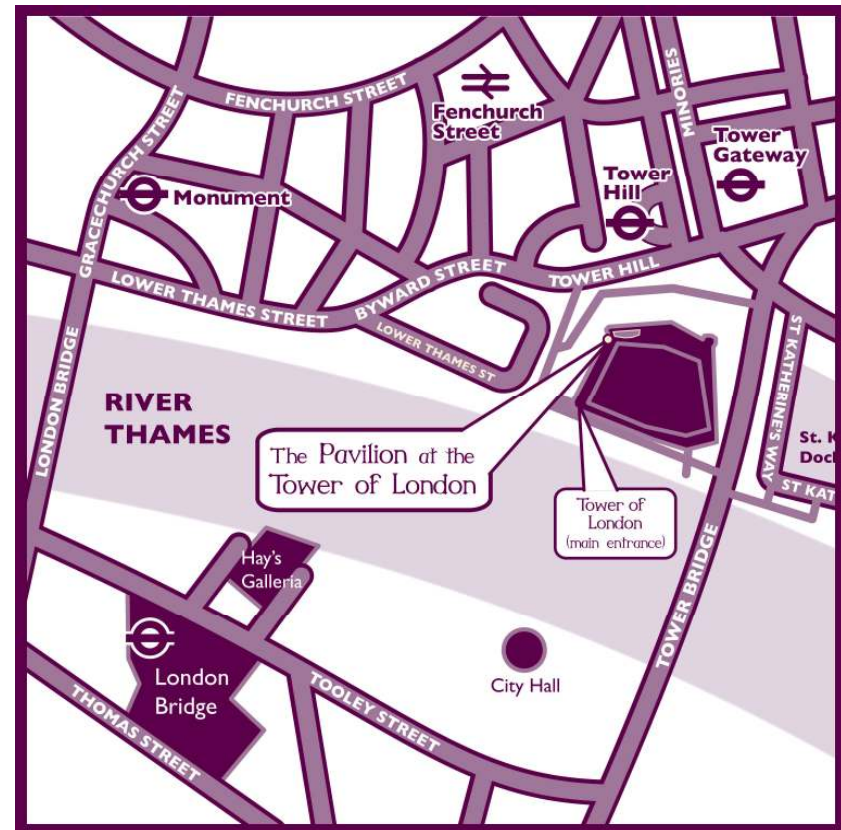 FENCHURCH STREET
Fenchurch
Street
MINORIES
Tower
Gateway
Tower
Hill
GRACECHURCH STREET
Monument
TOWER HILL
BYWARD STREET
LOWER THAMES STREET
LOWER THAMES ST
LONDON BRIDGE
RIVER
THAMES
ST KATHERINE'S WAY
St. K
Dock
ST KAT
The Pavilion at the
Tower of London
Tower of
London
(main entrance)
TOWER BRIDGE
Hay's
Galleria
London
Bridge
City Hall
TOOLEY STREET
THOMAS STREET